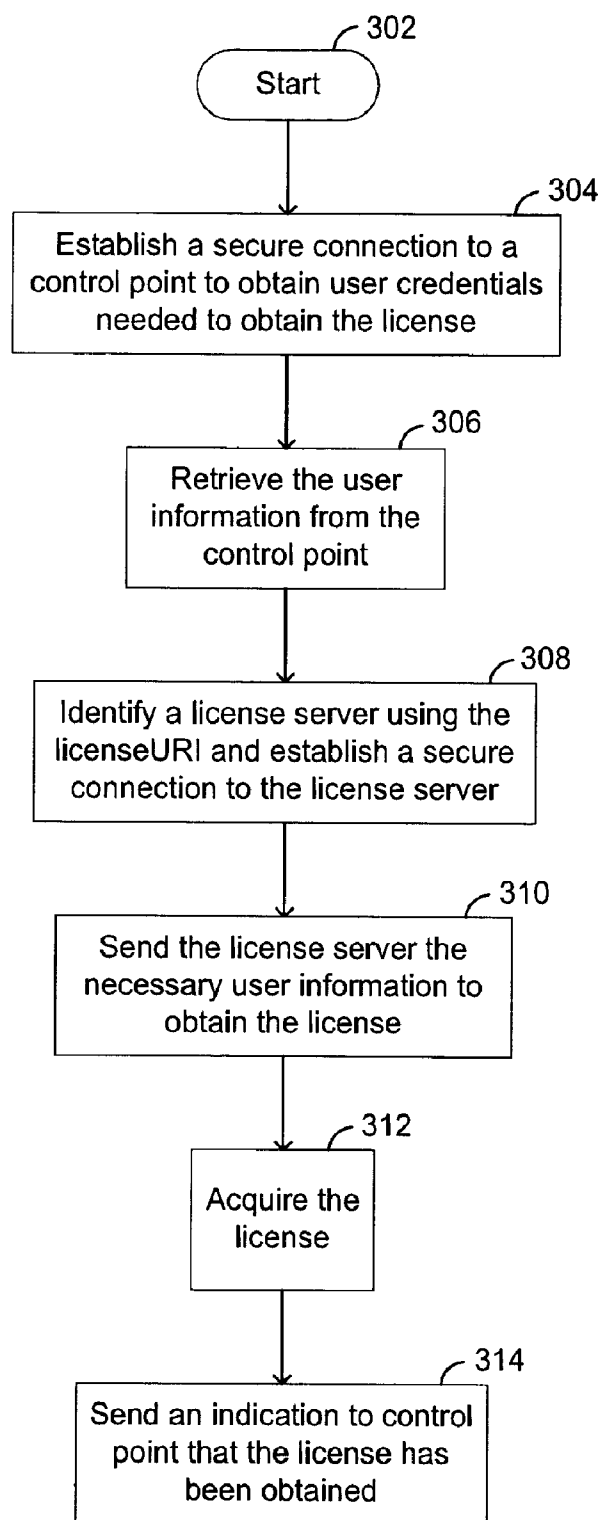 302
Start
304
Establish a secure connection to a
control point to obtain user credentials
needed to obtain the license
306
Retrieve the user
information from the
control point
308
Identify a license server using the
licenseURI and establish a secure
connection to the license server
310
Send the license server the
necessary user information to
obtain the license
312
Acquire the
license
314
Send an indication to control
point that the license has
been obtained